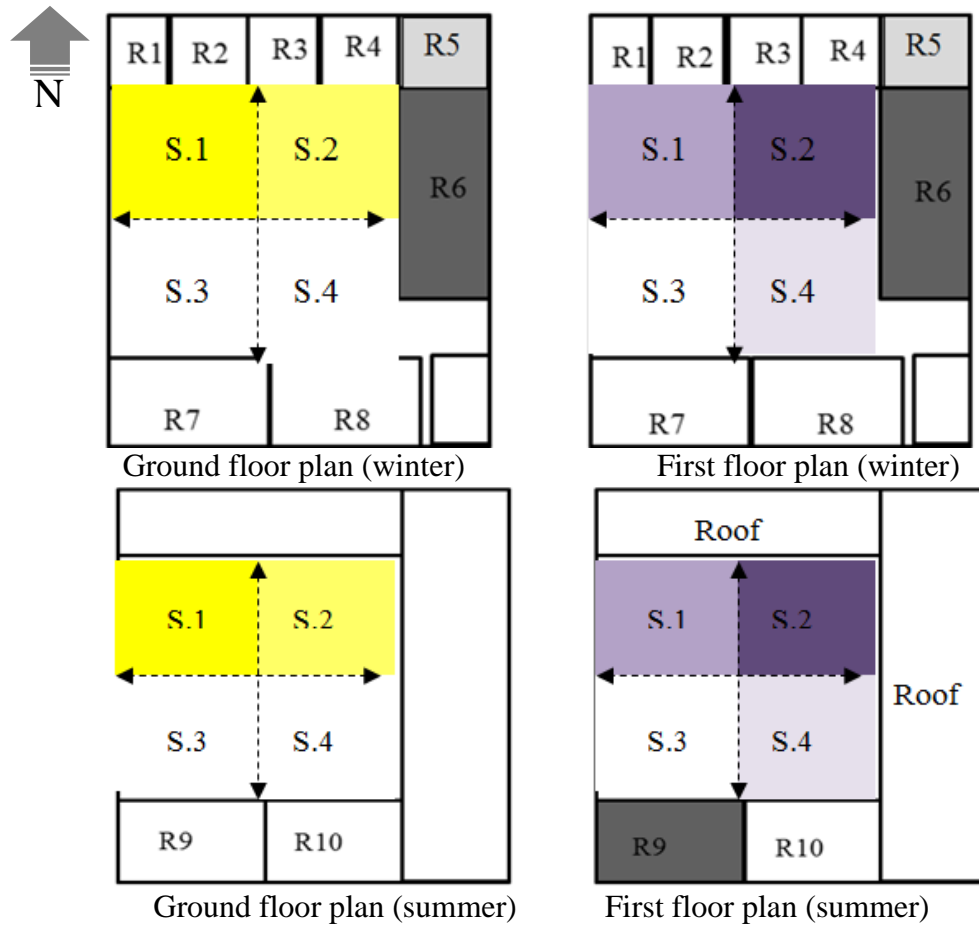 N
R1 R2 R3 R4 R5
S.1 S.2
R6
S.3 S.4
R7 R8
Ground floor plan (winter)
R1 R2 R3 R4 R5
S.1 S.2
R6
S.3 S.4
R7 R8
First floor plan (winter)
S.1 S.2
S.3 S.4
R9 R10
Ground floor plan (summer)
Roof
S.1 S.2
Roof
S.3 S.4
R9 R10
First floor plan (summer)